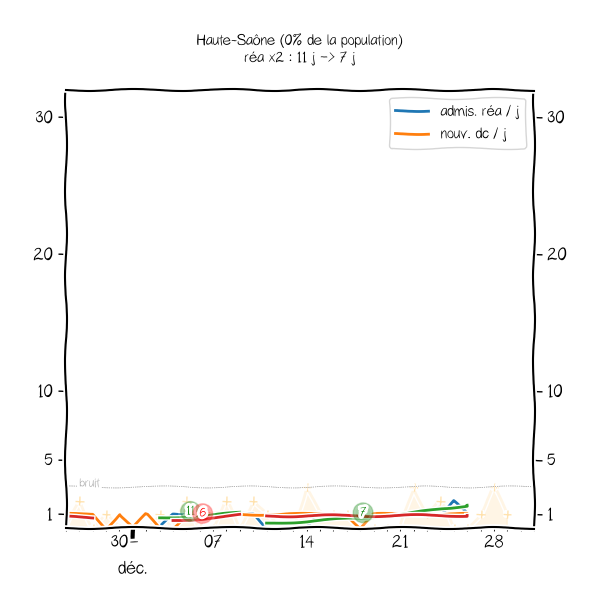 Haute-Saône (0% de la population)
réa x2 : 11 j -> 7 j
admis. réa / j
nouv. dc / j
30 30
20 20
10 10
5 5
bruit
11 6 7
1 1
30 07 14 21 28
déc.